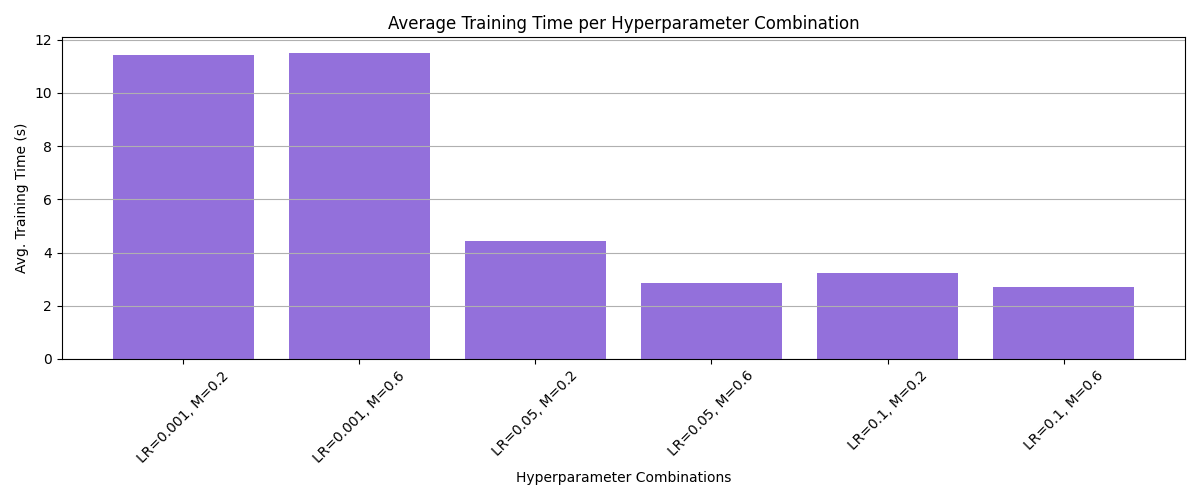 Average Training Time per Hyperparameter Combination
Avg. Training Time (s)
12
10
8
6
4
2
0
LR=0.001, M=0.2
LR=0.001, M=0.6
LR=0.05, M=0.2
LR=0.05, M=0.6
LR=0.1, M=0.2
LR=0.1, M=0.6
Hyperparameter Combinations